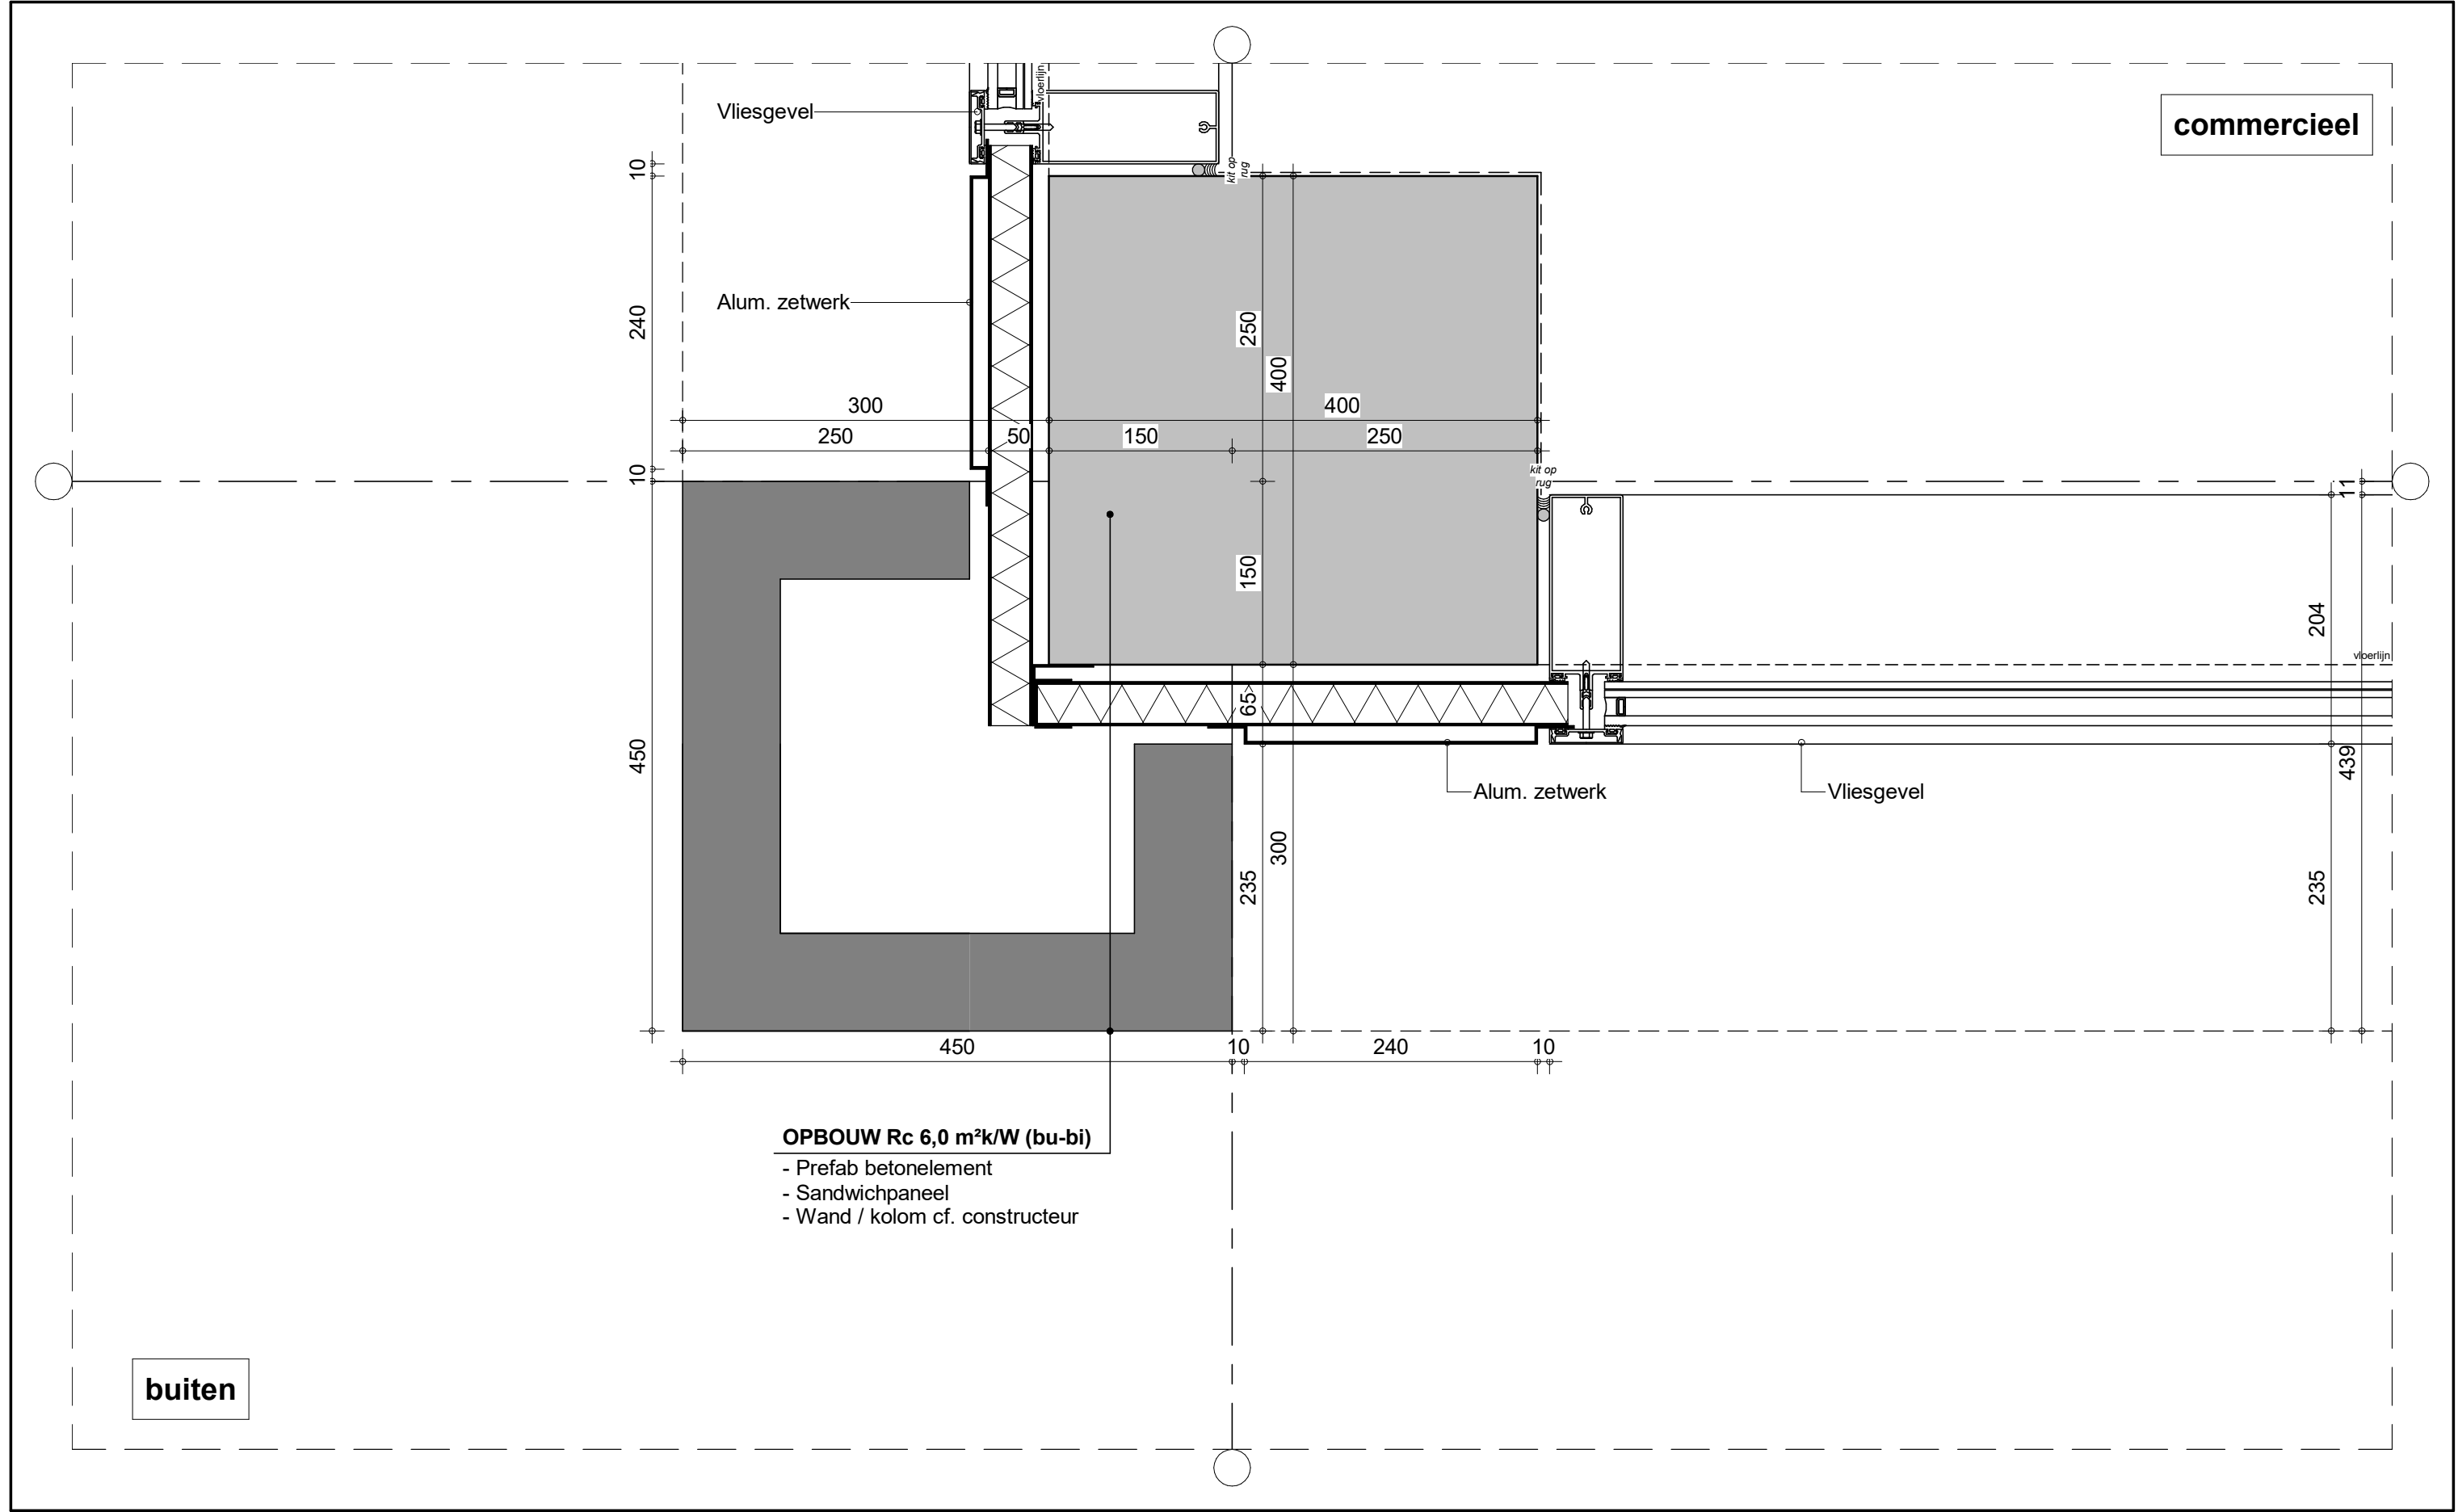 vloerlijn
Vliesgevel
commercieel
10
kit op
rug
Alum. zetwerk
240
250
400
300
400
250
50
150
250
10
kit op
rug
11
150
204
vloerlijn
65
450
439
Alum. zetwerk
Vliesgevel
300
235
235
450
10
240
10
OPBOUW Rc 6,0 m²k/W (bu-bi)
- Prefab betonelement
- Sandwichpaneel
- Wand / kolom cf. constructeur
buiten